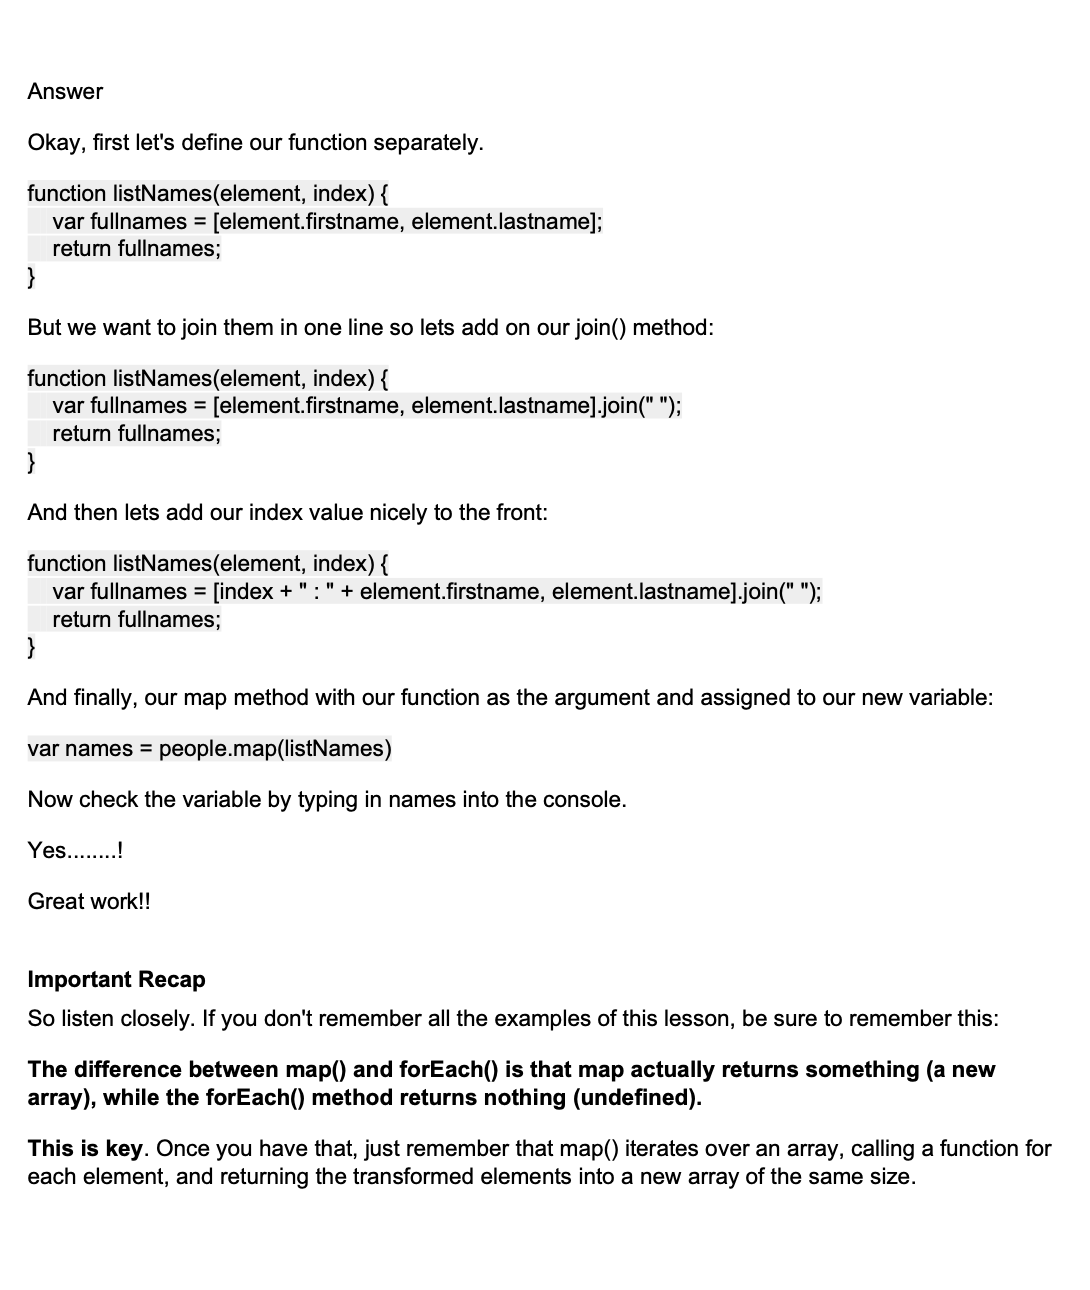 Answer
Okay, first let's define our function separately.
function listNames(element, index) {
    var fullnames = [element.firstname, element.lastname];
    return fullnames;
}
But we want to join them in one line so lets add on our join() method:
function listNames(element, index) {
    var fullnames = [element.firstname, element.lastname].join(" ");
    return fullnames;
}
And then lets add our index value nicely to the front:
function listNames(element, index) {
    var fullnames = [index + " : " + element.firstname, element.lastname].join(" ");
    return fullnames;
}
And finally, our map method with our function as the argument and assigned to our new variable:
var names = people.map(listNames)
Now check the variable by typing in names into the console.
Yes........!
Great work!!
Important Recap
So listen closely. If you don't remember all the examples of this lesson, be sure to remember this:
The difference between map() and forEach() is that map actually returns something (a new
array), while the forEach() method returns nothing (undefined).
This is key. Once you have that, just remember that map() iterates over an array, calling a function for
each element, and returning the transformed elements into a new array of the same size.